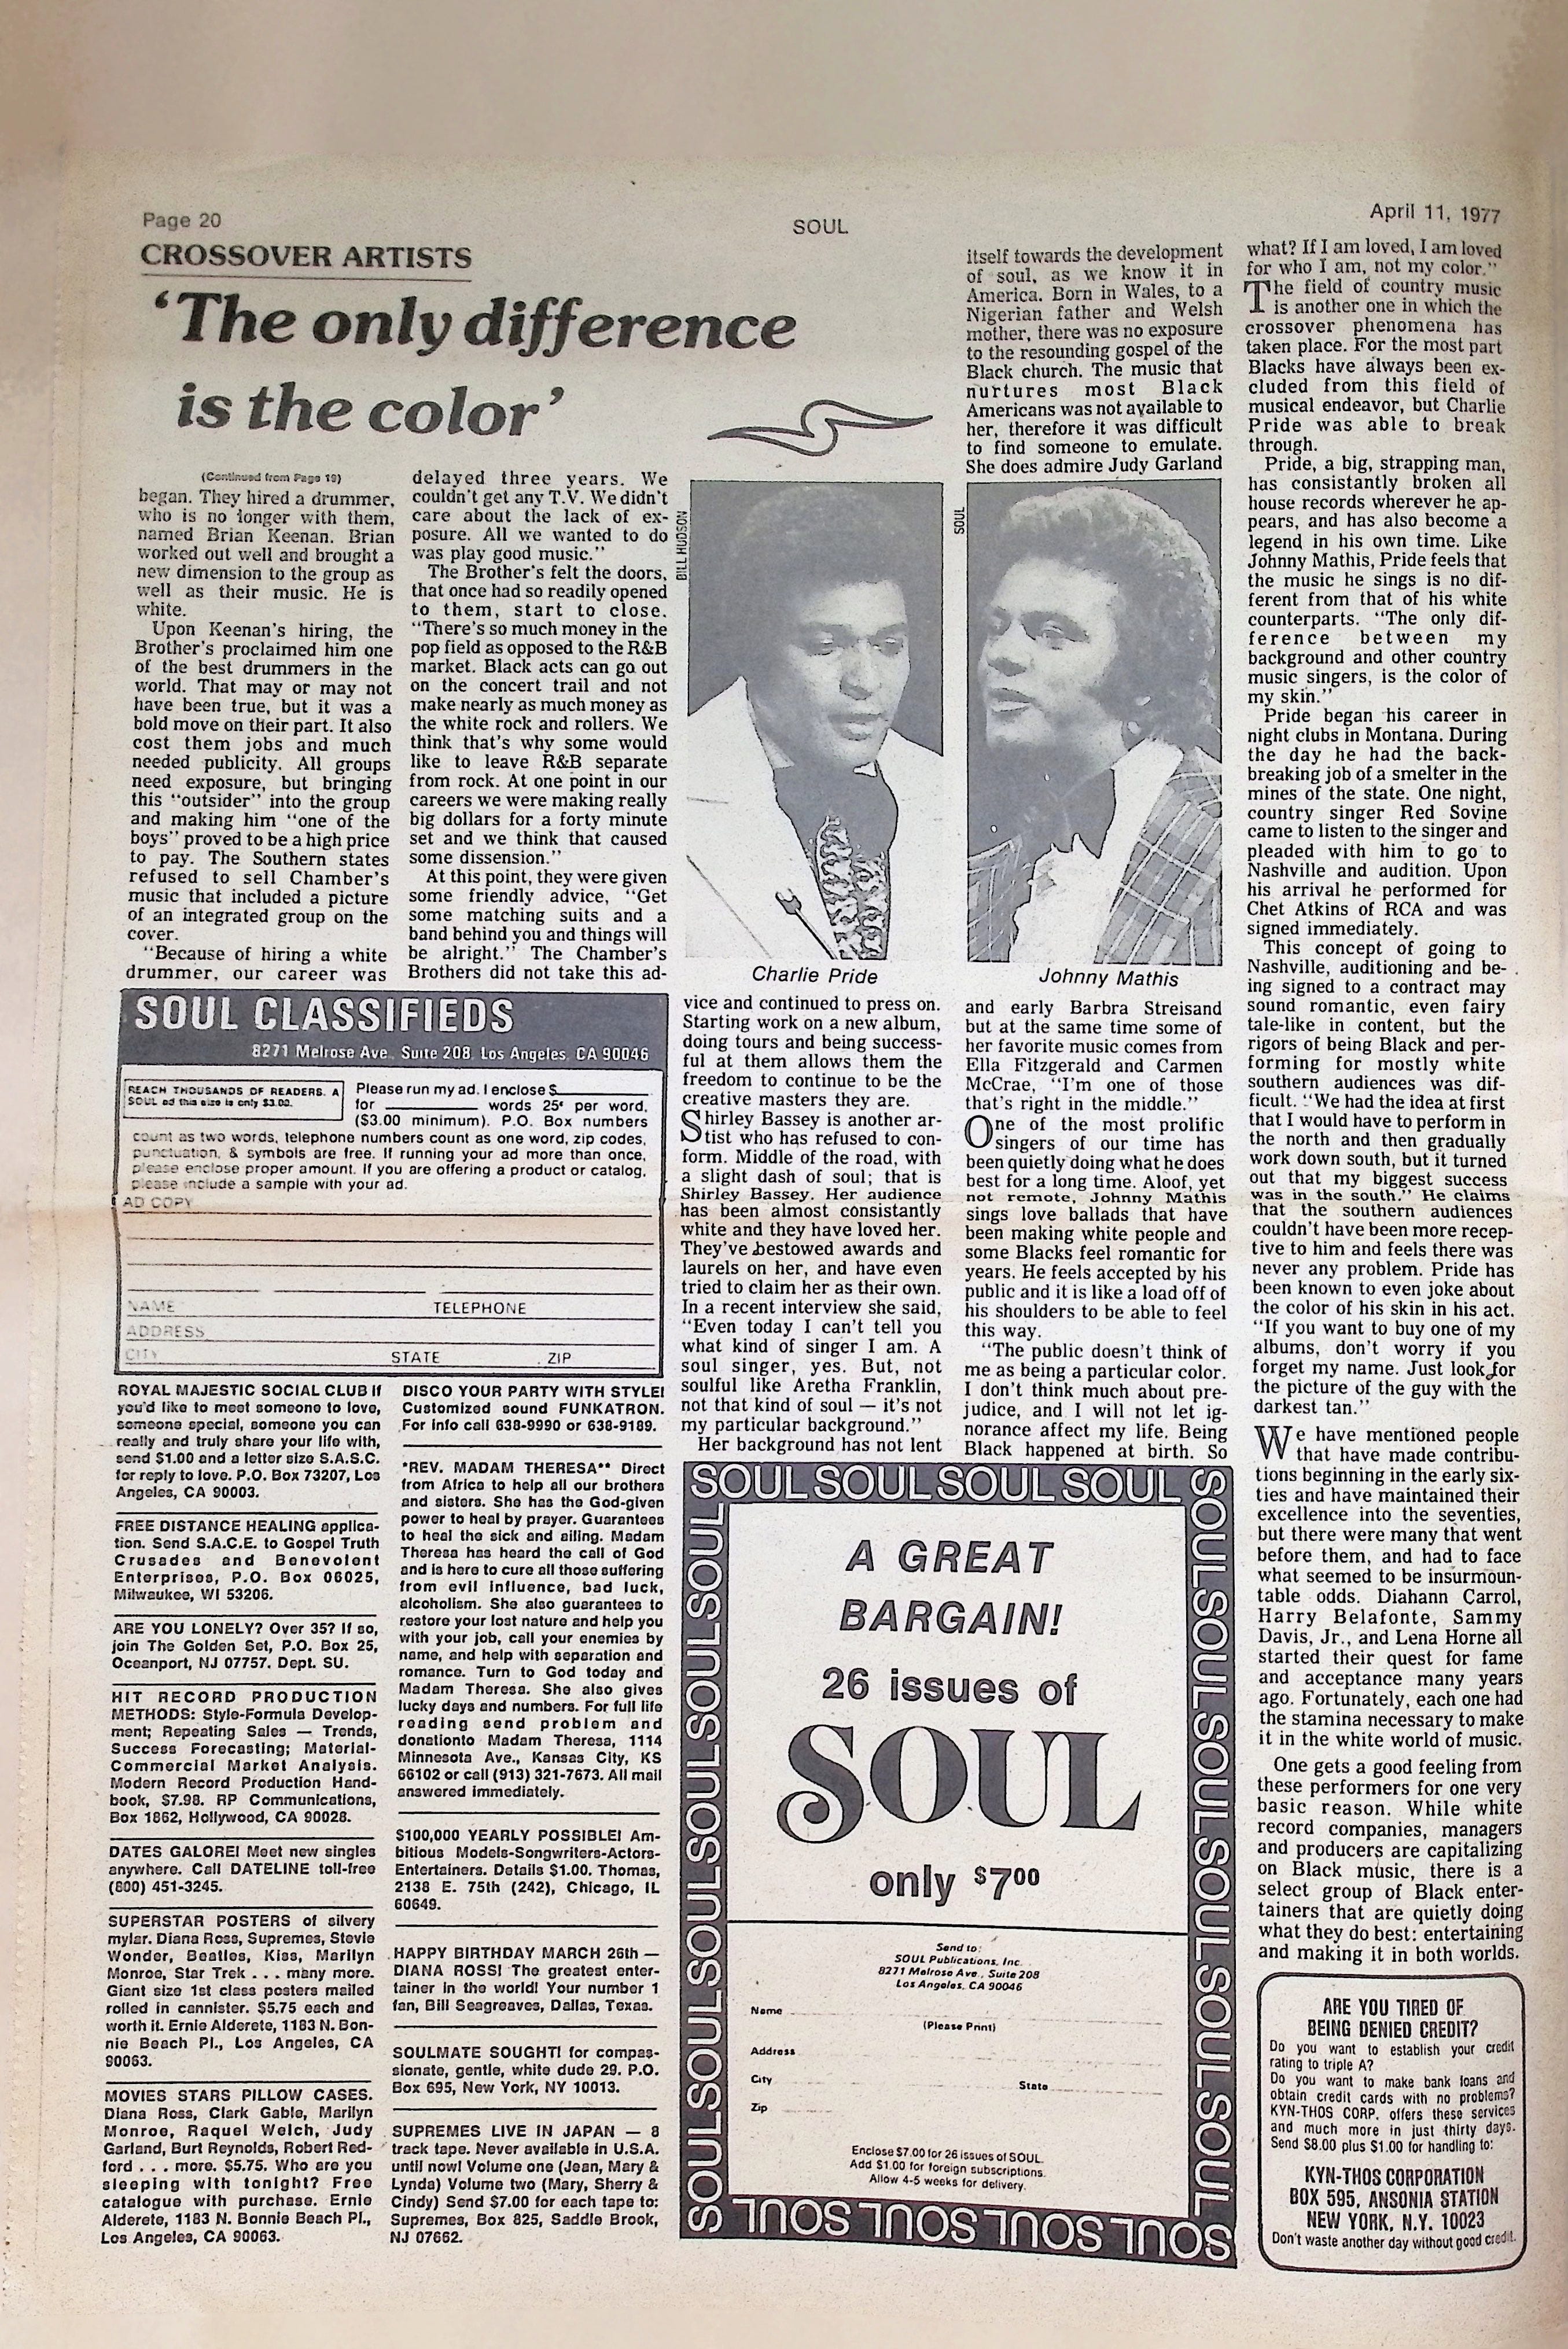 Page 20
SOUL
April 11, 1977
CROSSOVER ARTISTS
‘The only difference
is the color’
(Continued from Page 19)
began. They hired a drummer,
who is no longer with them,
named Brian Keenan. Brian
worked out well and brought a
new dimension to the group as
well as their music. He is
white.
Upon Keenan's hiring, the
Brother's proclaimed him one
of the best drummers in the
world. That may or may not
have been true, but it was a
bold move on their part. It also
cost them jobs and much
needed publicity. All groups
need exposure, but bringing
this "outsider" into the group
and making him "one of the
boys" proved to be a high price
to pay. The Southern states
refused to sell Chamber's
music that included a picture
of an integrated group on the
cover.
"Because of hiring a white
drummer, our career was
delayed three years. We
couldn't get any T.V. We didn't
care about the lack of ex-
posure. All we wanted to do
was play good music."
The Brother's felt the doors,
that once had so readily opened
to them, start to close.
"There's so much money in the
pop field as opposed to the R&B
market. Black acts can go out
on the concert trail and not
make nearly as much money as
the white rock and rollers. We
think that's why some would
like to leave R&B separate
from rock. At one point in our
careers we were making really
big dollars for a forty minute
set and we think that caused
some dissension."
At this point, they were given
some friendly advice, "Get
some matching suits and a
band behind you and things will
be alright." The Chamber's
Brothers did not take this ad-
BILL HUDSON
Charlie Pride
SOUL
Johnny Mathis
vice and continued to press on.
Starting work on a new album,
doing tours and being success-
ful at them allows them the
freedom to continue to be the
creative masters they are.
Shirley Bassey is another ar-
tist who has refused to con-
form. Middle of the road, with
a slight dash of soul; that is
Shirley Bassey. Her audience
has been almost consistantly
white and they have loved her.
They've bestowed awards and
laurels on her, and have even
tried to claim her as their own.
In a recent interview she said,
"Even today I can't tell you
what kind of singer I am. A
soul singer, yes. But, not
soulful like Aretha Franklin,
not that kind of soul — it's not
my particular background."
Her background has not lent
itself towards the development
of soul, as we know it in
America. Born in Wales, to a
Nigerian father and Welsh
mother, there was no exposure
to the resounding gospel of the
Black church. The music that
nurtures most Black
Americans was not available to
her, therefore it was difficult
to find someone to emulate.
She does admire Judy Garland
and early Barbra Streisand
but at the same time some of
her favorite music comes from
Ella Fitzgerald and Carmen
McCrae, "I'm one of those
that's right in the middle."
One of the most prolific
singers of our time has
been quietly doing what he does
best for a long time. Aloof, yet
not remote, Johnny Mathis
sings love ballads that have
been making white people and
some Blacks feel romantic for
years. He feels accepted by his
public and it is like a load off of
his shoulders to be able to feel
this way.
"The public doesn't think of
me as being a particular color.
I don't think much about pre-
judice, and I will not let ig-
norance affect my life. Being
Black happened at birth. So
what? If I am loved, I am loved
for who I am, not my color."
The field of country music
is another one in which the
crossover phenomena has
taken place. For the most part
Blacks have always been ex-
cluded from this field of
musical endeavor, but Charlie
Pride was able to break
through.
Pride, a big, strapping man,
has consistantly broken all
house records wherever he ap-
pears, and has also become a
legend in his own time. Like
Johnny Mathis, Pride feels that
the music he sings is no dif-
ferent from that of his white
counterparts. "The only dif-
ference between my
background and other country
music singers, is the color of
my skin."
Pride began his career in
night clubs in Montana. During
the day he had the back-
breaking job of a smelter in the
mines of the state. One night,
country singer Red Sovine
came to listen to the singer and
pleaded with him to go to
Nashville and audition. Upon
his arrival he performed for
Chet Atkins of RCA and was
signed immediately.
This concept of going to
Nashville, auditioning and be-
ing signed to a contract may
sound romantic, even fairy
tale-like in content, but the
rigors of being Black and per-
forming for mostly white
southern audiences was dif-
ficult. "We had the idea at first
that I would have to perform in
the north and then gradually
work down south, but it turned
out that my biggest success
was in the south." He claims
that the southern audiences
couldn't have been more recep-
tive to him and feels there was
never any problem. Pride has
been known to even joke about
the color of his skin in his act.
"If you want to buy one of my
albums, don't worry if you
forget my name. Just look for
the picture of the guy with the
darkest tan."
We have mentioned people
that have made contribu-
tions beginning in the early six-
ties and have maintained their
excellence into the seventies,
but there were many that went
before them, and had to face
what seemed to be insurmoun-
table odds. Diahann Carrol,
Harry Belafonte, Sammy
Davis, Jr., and Lena Horne all
started their quest for fame
and acceptance many years
ago. Fortunately, each one had
the stamina necessary to make
it in the white world of music.
One gets a good feeling from
these performers for one very
basic reason. While white
record companies, managers
and producers are capitalizing
on Black music, there is a
select group of Black enter-
tainers that are quietly doing
what they do best: entertaining
and making it in both worlds.
SOUL CLASSIFIEDS
8271 Melrose Ave., Suite 208, Los Angeles, CA 90046
REACH THOUSANDS OF READERS. A
SOUL ad this size is only $3.00.
Please run my ad. I enclose $
for words 25¢ per word,
($3.00 minimum). P.O. Box numbers
count as two words, telephone numbers count as one word, zip codes,
punctuation, & symbols are free. If running your ad more than once,
please enclose proper amount. If you are offering a product or catalog,
please include a sample with your ad.
AD COPY
NAME TELEPHONE
ADDRESS
CITY STATE ZIP
ROYAL MAJESTIC SOCIAL CLUB If
you'd like to meet someone to love,
someone special, someone you can
really and truly share your life with,
send $1.00 and a letter size S.A.S.C.
for reply to love. P.O. Box 73207, Los
Angeles, CA 90003.
FREE DISTANCE HEALING applica-
tion. Send S.A.C.E. to Gospel Truth
Crusades and Benevolent
Enterprises, P.O. Box 06025,
Milwaukee, WI 53206.
ARE YOU LONELY? Over 35? If so,
join The Golden Set, P.O. Box 25,
Oceanport, NJ 07757. Dept. SU.
HIT RECORD PRODUCTION
METHODS: Style-Formula Develop-
ment; Repeating Sales — Trends,
Success Forecasting; Material-
Commercial Market Analysis.
Modern Record Production Hand-
book, $7.98. RP Communications,
Box 1862, Hollywood, CA 90028.
DATES GALORE! Meet new singles
anywhere. Call DATELINE toll-free
(800) 451-3245.
SUPERSTAR POSTERS of silvery
mylar. Diana Ross, Supremes, Stevie
Wonder, Beatles, Kiss, Marilyn
Monroe, Star Trek . . . many more.
Giant size 1st class posters mailed
rolled in cannister. $5.75 each and
worth it. Ernie Alderete, 1183 N. Bon-
nie Beach Pl., Los Angeles, CA
90063.
MOVIES STARS PILLOW CASES.
Diana Ross, Clark Gable, Marilyn
Monroe, Raquel Welch, Judy
Garland, Burt Reynolds, Robert Red-
ford . . . more. $5.75. Who are you
sleeping with tonight? Free
catalogue with purchase. Ernie
Alderete, 1183 N. Bonnie Beach Pl.,
Los Angeles, CA 90063.
DISCO YOUR PARTY WITH STYLE!
Customized sound FUNKATRON.
For info call 638-9990 or 638-9189.
*REV. MADAM THERESA** Direct
from Africa to help all our brothers
and sisters. She has the God-given
power to heal by prayer. Guarantees
to heal the sick and ailing. Madam
Theresa has heard the call of God
and is here to cure all those suffering
from evil influence, bad luck,
alcoholism. She also guarantees to
restore your lost nature and help you
with your job, call your enemies by
name, and help with separation and
romance. Turn to God today and
Madam Theresa. She also gives
lucky days and numbers. For full life
reading send problem and
donationto Madam Theresa, 1114
Minnesota Ave., Kansas City, KS
66102 or call (913) 321-7673. All mail
answered immediately.
$100,000 YEARLY POSSIBLE! Am-
bitious Models-Songwriters-Actors-
Entertainers. Details $1.00. Thomas,
2138 E. 75th (242), Chicago, IL
60649.
HAPPY BIRTHDAY MARCH 26th —
DIANA ROSS! The greatest enter-
tainer in the world! Your number 1
fan, Bill Seagreaves, Dallas, Texas.
SOULMATE SOUGHT! for compas-
sionate, gentle, white dude 29. P.O.
Box 695, New York, NY 10013.
SUPREMES LIVE IN JAPAN — 8
track tape. Never available in U.S.A.
until now! Volume one (Jean, Mary &
Lynda) Volume two (Mary, Sherry &
Cindy) Send $7.00 for each tape to:
Supremes, Box 825, Saddle Brook,
NJ 07662.
SOUL SOUL SOUL SOUL SOUL
SOUL SOUL SOUL SOUL SOUL SOUL SOUL
SOUL SOUL SOUL SOUL SOUL SOUL SOUL
A GREAT
BARGAIN!
26 issues of
SOUL
only $7.00
Send to:
SOUL Publications, Inc.
8271 Melrose Ave., Suite 208
Los Angeles, CA 90046
Name
(Please Print)
Address
City State
Zip
Enclose $7.00 for 26 issues of SOUL.
Add $1.00 for foreign subscriptions.
Allow 4-5 weeks for delivery.
SOUL SOUL SOUL SOUL SOUL
ARE YOU TIRED OF
BEING DENIED CREDIT?
Do you want to establish your credit
rating to triple A?
Do you want to make bank loans and
obtain credit cards with no problems?
KYN-THOS CORP. offers these services
and much more in just thirty days.
Send $8.00 plus $1.00 for handling to:
KYN-THOS CORPORATION
BOX 595, ANSONIA STATION
NEW YORK, N.Y. 10023
Don't waste another day without good credit.